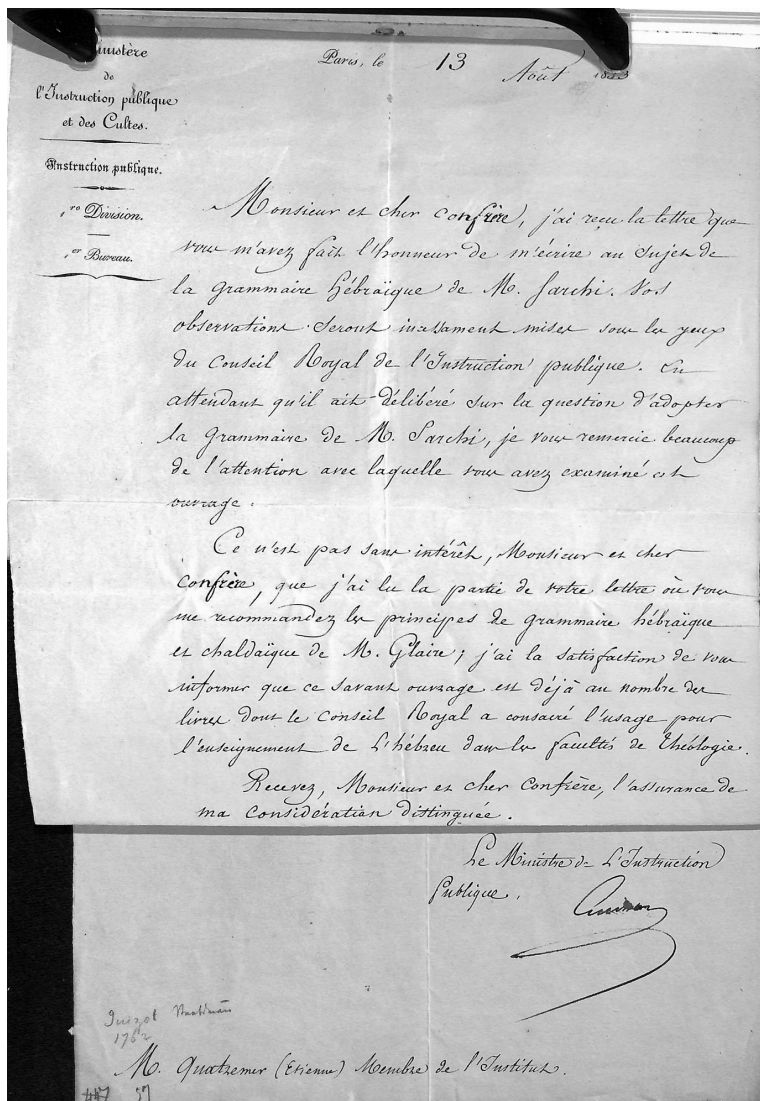 Ministère
de
l'Instruction publique
et des Cultes.
Instruction publique.
1re Division.
1er Bureau.
Paris, le 13 Août 1833
Monsieur et cher confrère, j'ai reçu la lettre que
vous m'avez fait l'honneur de m'écrire au sujet de
la grammaire hébraïque de M. Sarchi. Vos
observations seront incessament mises sous les yeux
du Conseil Royal de l'Instruction publique. En
attendant qu'il ait délibéré sur la question d'adopter
la grammaire de M. Sarchi, je vous remercie beaucoup
de l'attention avec laquelle vous avez examiné cet
ouvrage.
Ce n'est pas sans intérêt, Monsieur et cher
confrère, que j'ai lu la partie de votre lettre où vous
me recommandez les principes de grammaire hébraïque
et chaldaïque de M. Glaire; j'ai la satisfaction de vous
informer que ce savant ouvrage est déjà au nombre des
livres dont le Conseil Royal a consacré l'usage pour
l'enseignement de L'hébreu dans les facultés de Théologie.
Recevez, Monsieur et cher Confrère, l'assurance de
ma considération distinguée.
Le Ministre de L'Instruction
Publique.
Guizot
Guizot
1762
M. Quatremer (Etienne) Membre de l'Institut.
57